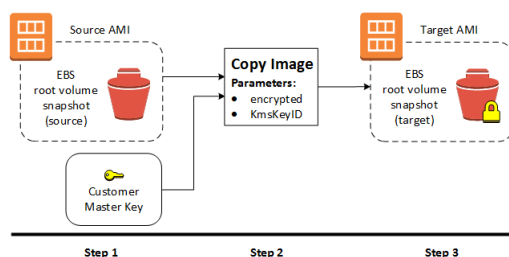 Source AMI
EBS
root volume
snapshot
(source)
Customer
Master Key
Copy Image
Parameters:
• encrypted
• KmsKeyID
Target AMI
EBS
root volume
snapshot
(target)
Step 1
Step 2
Step 3